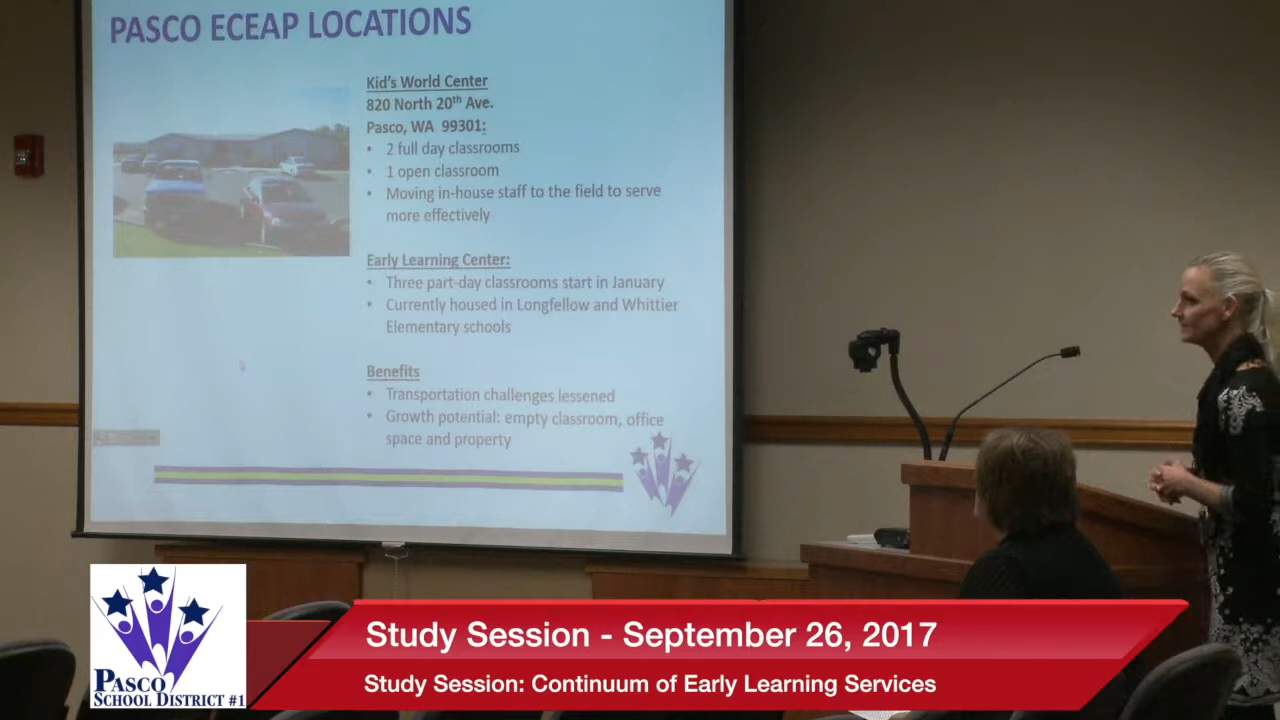 PASCO ECEAP LOCATIONS
Kid's World Center
820 North 20th Ave.
Pasco, WA 99301:
• 2 full day classrooms
• 1 open classroom
• Moving in-house staff to the field to serve
more effectively
Early Learning Center:
• Three part-day classrooms start in January
• Currently housed in Longfellow and Whittier
Elementary schools
Benefits
• Transportation challenges lessened
• Growth potential: empty classroom, office
space and property
Study Session - September 26, 2017
Study Session: Continuum of Early Learning Services
PASCO
SCHOOL DISTRICT #1